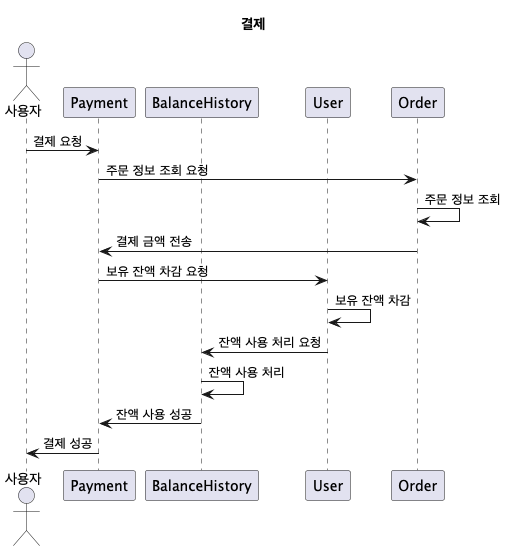 결제
사용자
Payment
BalanceHistory
User
Order
결제 요청
주문 정보 조회 요청
주문 정보 조회
결제 금액 전송
보유 잔액 차감 요청
보유 잔액 차감
잔액 사용 처리 요청
잔액 사용 처리
잔액 사용 성공
결제 성공
사용자
Payment
BalanceHistory
User
Order